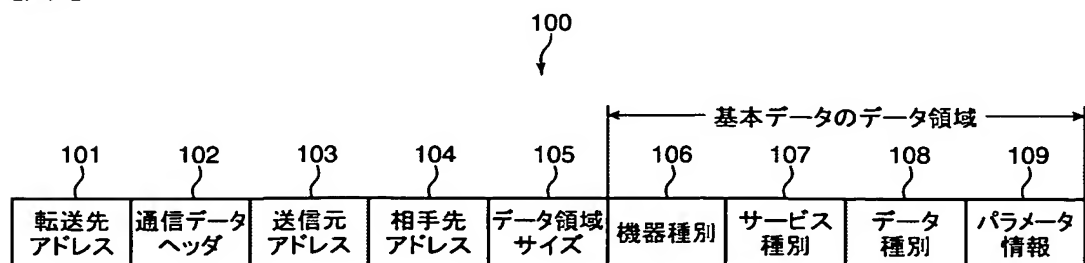 100
基本データのデータ領域
101 102 103 104 105 106 107 108 109
転送先 通信データ 送信元 相手先 データ領域 機器種別 サービス データ パラメータ
アドレス ヘッダ アドレス アドレス サイズ 種別 種別 情報